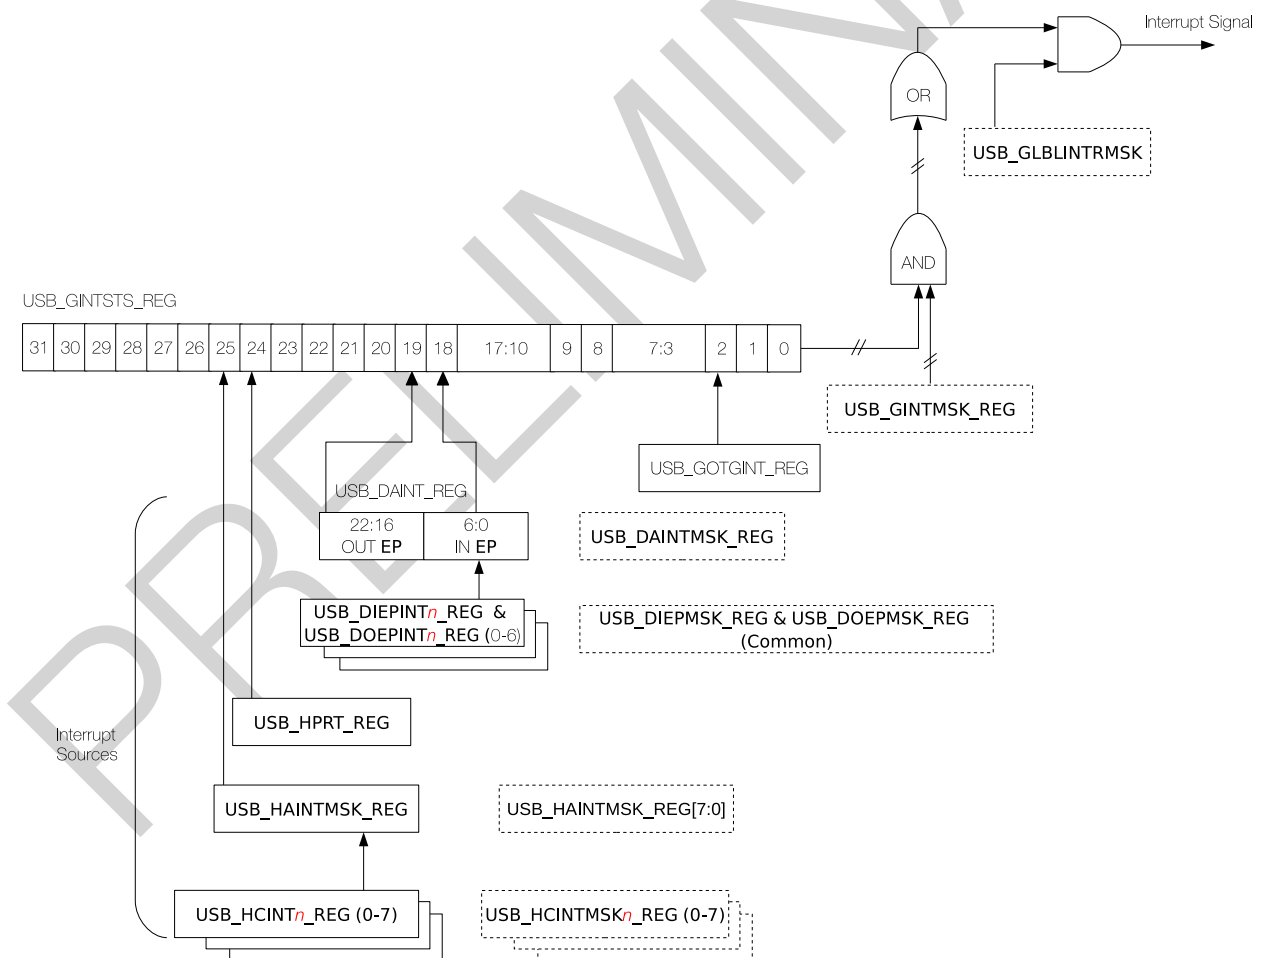 Interrupt Signal
OR
USB_GLBLINTRMSK
AND
USB_GINTSTS_REG
31 30 29 28 27 26 25 24 23 22 21 20 19 18 17:10 9 8 7:3 2 1 0
USB_GINTMSK_REG
USB_GOTGINT_REG
USB_DAINT_REG
22:16
OUT EP
6:0
IN EP
USB_DAINTMSK_REG
USB_DIEPINTn_REG &
USB_DOEPINTn_REG (0-6)
USB_DIEPMSK_REG & USB_DOEPMSK_REG
(Common)
USB_HPRT_REG
Interrupt
Sources
USB_HAINTMSK_REG
USB_HAINTMSK_REG[7:0]
USB_HCINTn_REG (0-7)
USB_HCINTMSKn_REG (0-7)
PRELIMINA